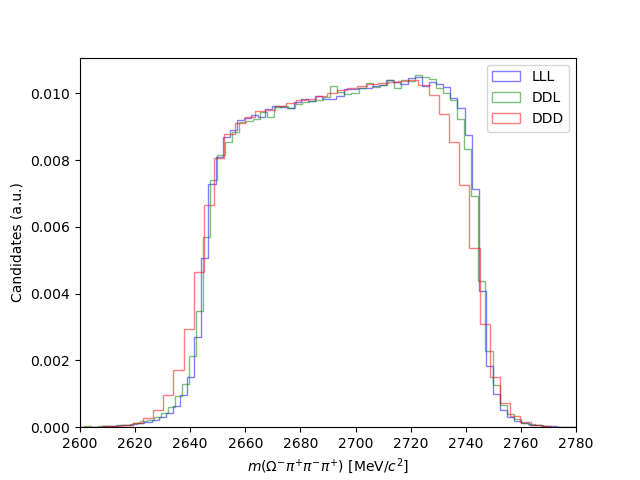 LLL
DDL
DDD
0.010
0.008
0.006
0.004
0.002
0.000
Candidates (a.u.)
2600 2620 2640 2660 2680 2700 2720 2740 2760 2780
m(Ω⁻π⁺π⁻π⁺) [MeV/c²]